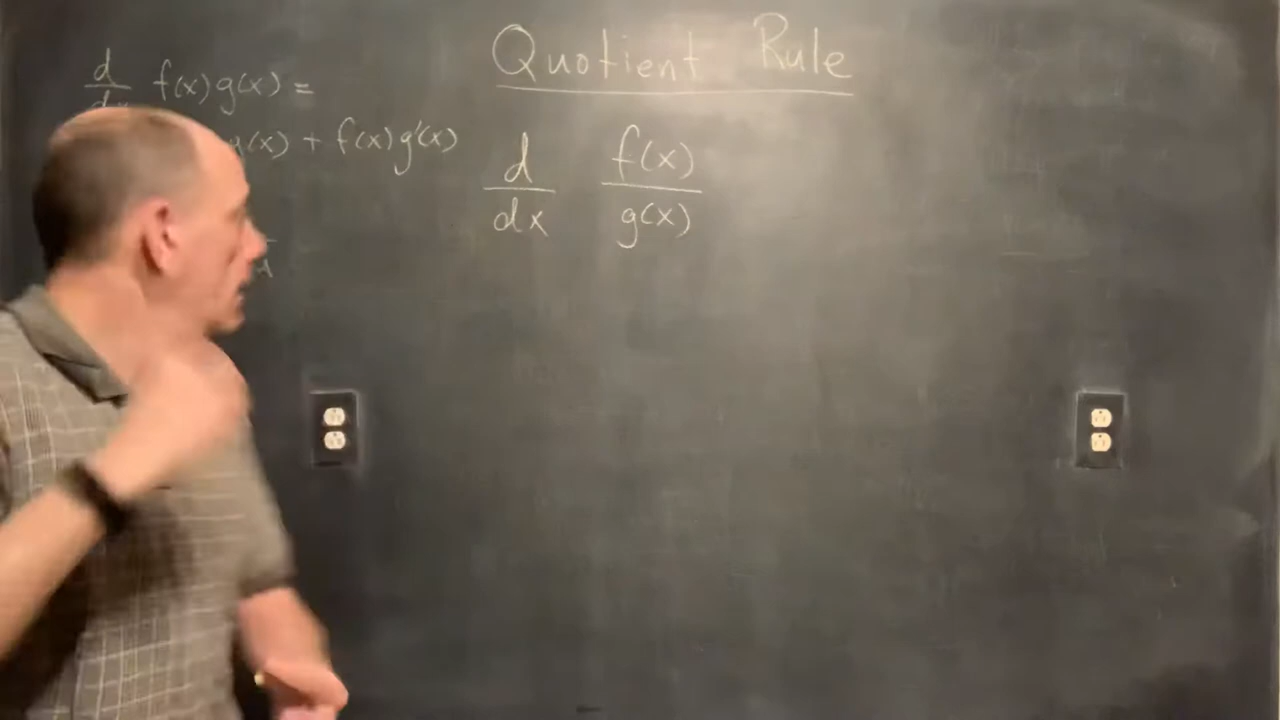 Quotient Rule
d/dx f(x)g(x) =
g(x) + f(x)g'(x)
d/dx f(x)/g(x)